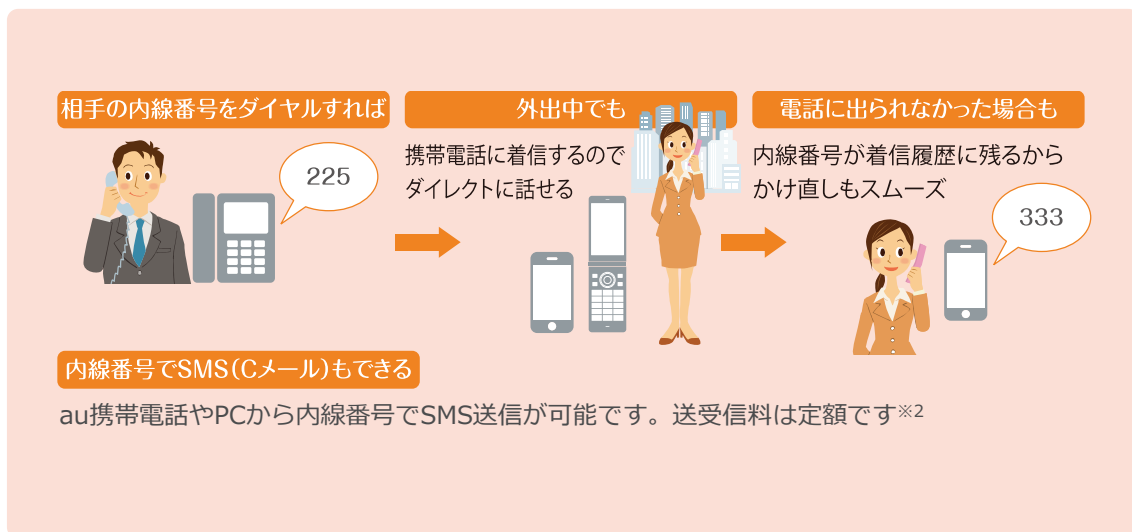 相手の内線番号をダイヤルすれば
225
外出中でも
携帯電話に着信するので
ダイレクトに話せる
電話に出られなかった場合も
内線番号が着信履歴に残るから
かけ直しもスムーズ
333
内線番号でSMS(Cメール)もできる
au携帯電話やPCから内線番号でSMS送信が可能です。送受信料は定額です※2